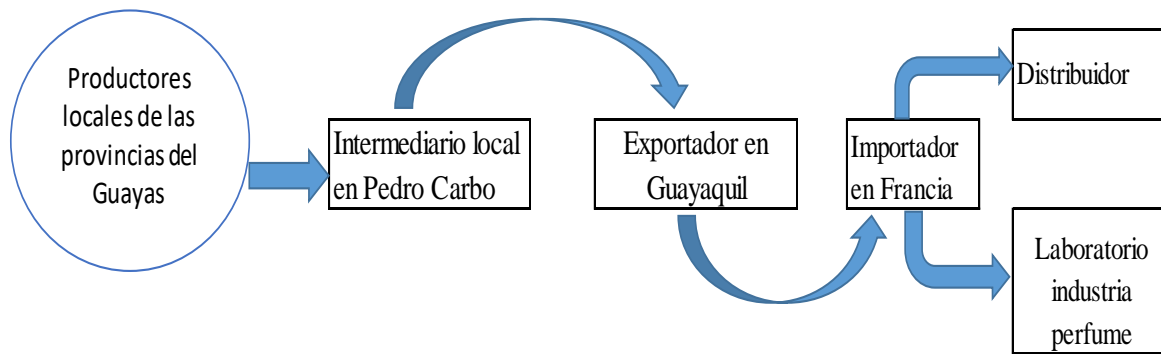 Productores
locales de las
provincias del
Guayas
Intermediario local
en Pedro Carbo
Exportador en
Guayaquil
Importador
en Francia
Distribuidor
Laboratorio
industria
perfume